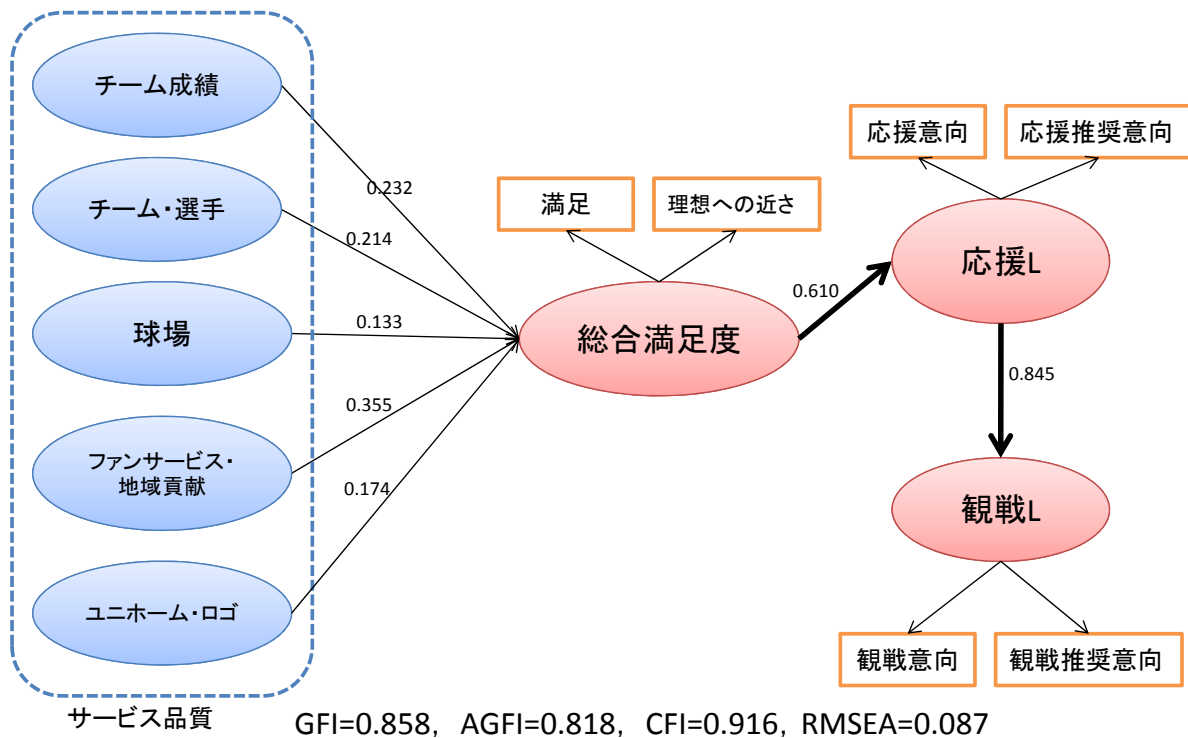 チーム成績
チーム・選手
球場
ファンサービス・
地域貢献
ユニホーム・ロゴ
サービス品質
0.232
0.214
0.133
0.355
0.174
満足
理想への近さ
総合満足度
0.610
応援意向
応援推奨意向
応援L
0.845
観戦L
観戦意向
観戦推奨意向
GFI=0.858, AGFI=0.818, CFI=0.916, RMSEA=0.087